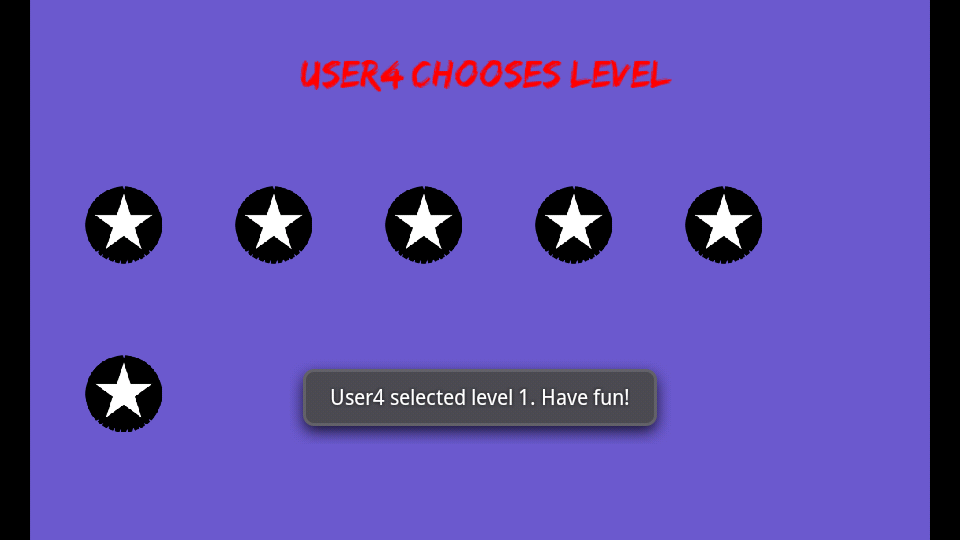 USER4 CHOOSES LEVEL
User4 selected level 1. Have fun!